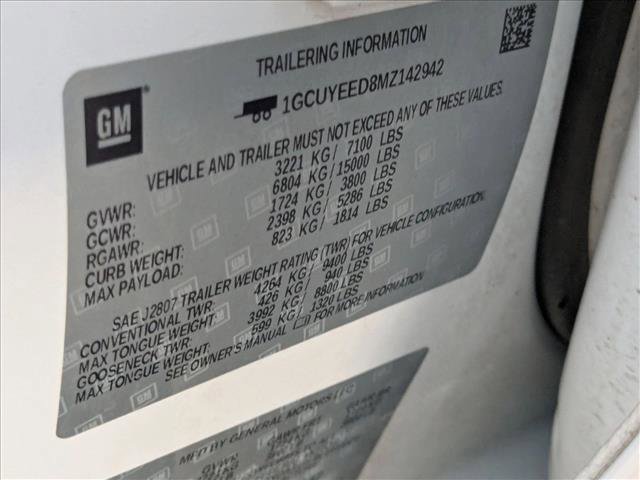 TRAILERING INFORMATION
GM
1GCUYEED8MZ142942
VEHICLE AND TRAILER MUST NOT EXCEED ANY OF THESE VALUES.
GVWR: 3221 KG / 7100 LBS
GCWR: 6804 KG / 15000 LBS
RGAWR: 1724 KG / 3800 LBS
CURB WEIGHT: 2398 KG / 5286 LBS
MAX PAYLOAD: 823 KG / 1814 LBS
SAE J2807 TRAILER WEIGHT RATING (TWR) FOR VEHICLE CONFIGURATION.
CONVENTIONAL TWR: 4264 KG / 9400 LBS
MAX TONGUE WEIGHT: 426 KG / 940 LBS
GOOSENECK TWR: 3992 KG / 8800 LBS
MAX TONGUE WEIGHT: 599 KG / 1320 LBS
SEE OWNER'S MANUAL FOR MORE INFORMATION
MFD BY GENERAL MOTORS LLC
GVWR